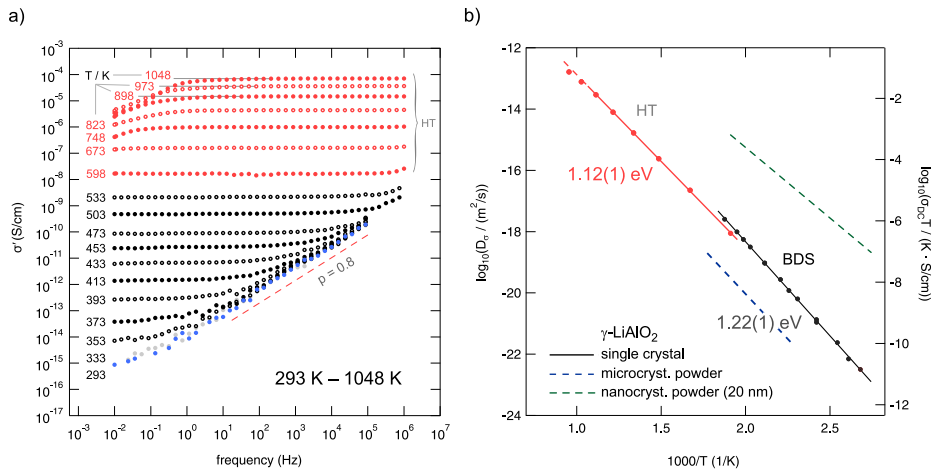 a)
10⁻³
10⁻⁴
10⁻⁵
10⁻⁶
10⁻⁷
10⁻⁸
10⁻⁹
10⁻¹⁰
10⁻¹¹
10⁻¹²
10⁻¹³
10⁻¹⁴
10⁻¹⁵
10⁻¹⁶
10⁻¹⁷
σ′ (S/cm)
T / K
1048
973
898
823
748
673
598
HT
533
503
473
453
433
413
393
373
353
333
293
p = 0.8
293 K – 1048 K
10⁻³ 10⁻² 10⁻¹ 10⁰ 10¹ 10² 10³ 10⁴ 10⁵ 10⁶
frequency (Hz)
b)
-12
-14
-16
-18
-20
-22
-24
log₁₀(D_σ / (m²/s))
HT
1.12(1) eV
BDS
1.22(1) eV
γ-LiAlO₂
single crystal
microcryst. powder
nanocryst. powder (20 nm)
-2
-4
-6
-8
-10
-12
log₁₀(σ_DC T / (K · S/cm))
1.0 1.5 2.0 2.5
1000/T (1/K)